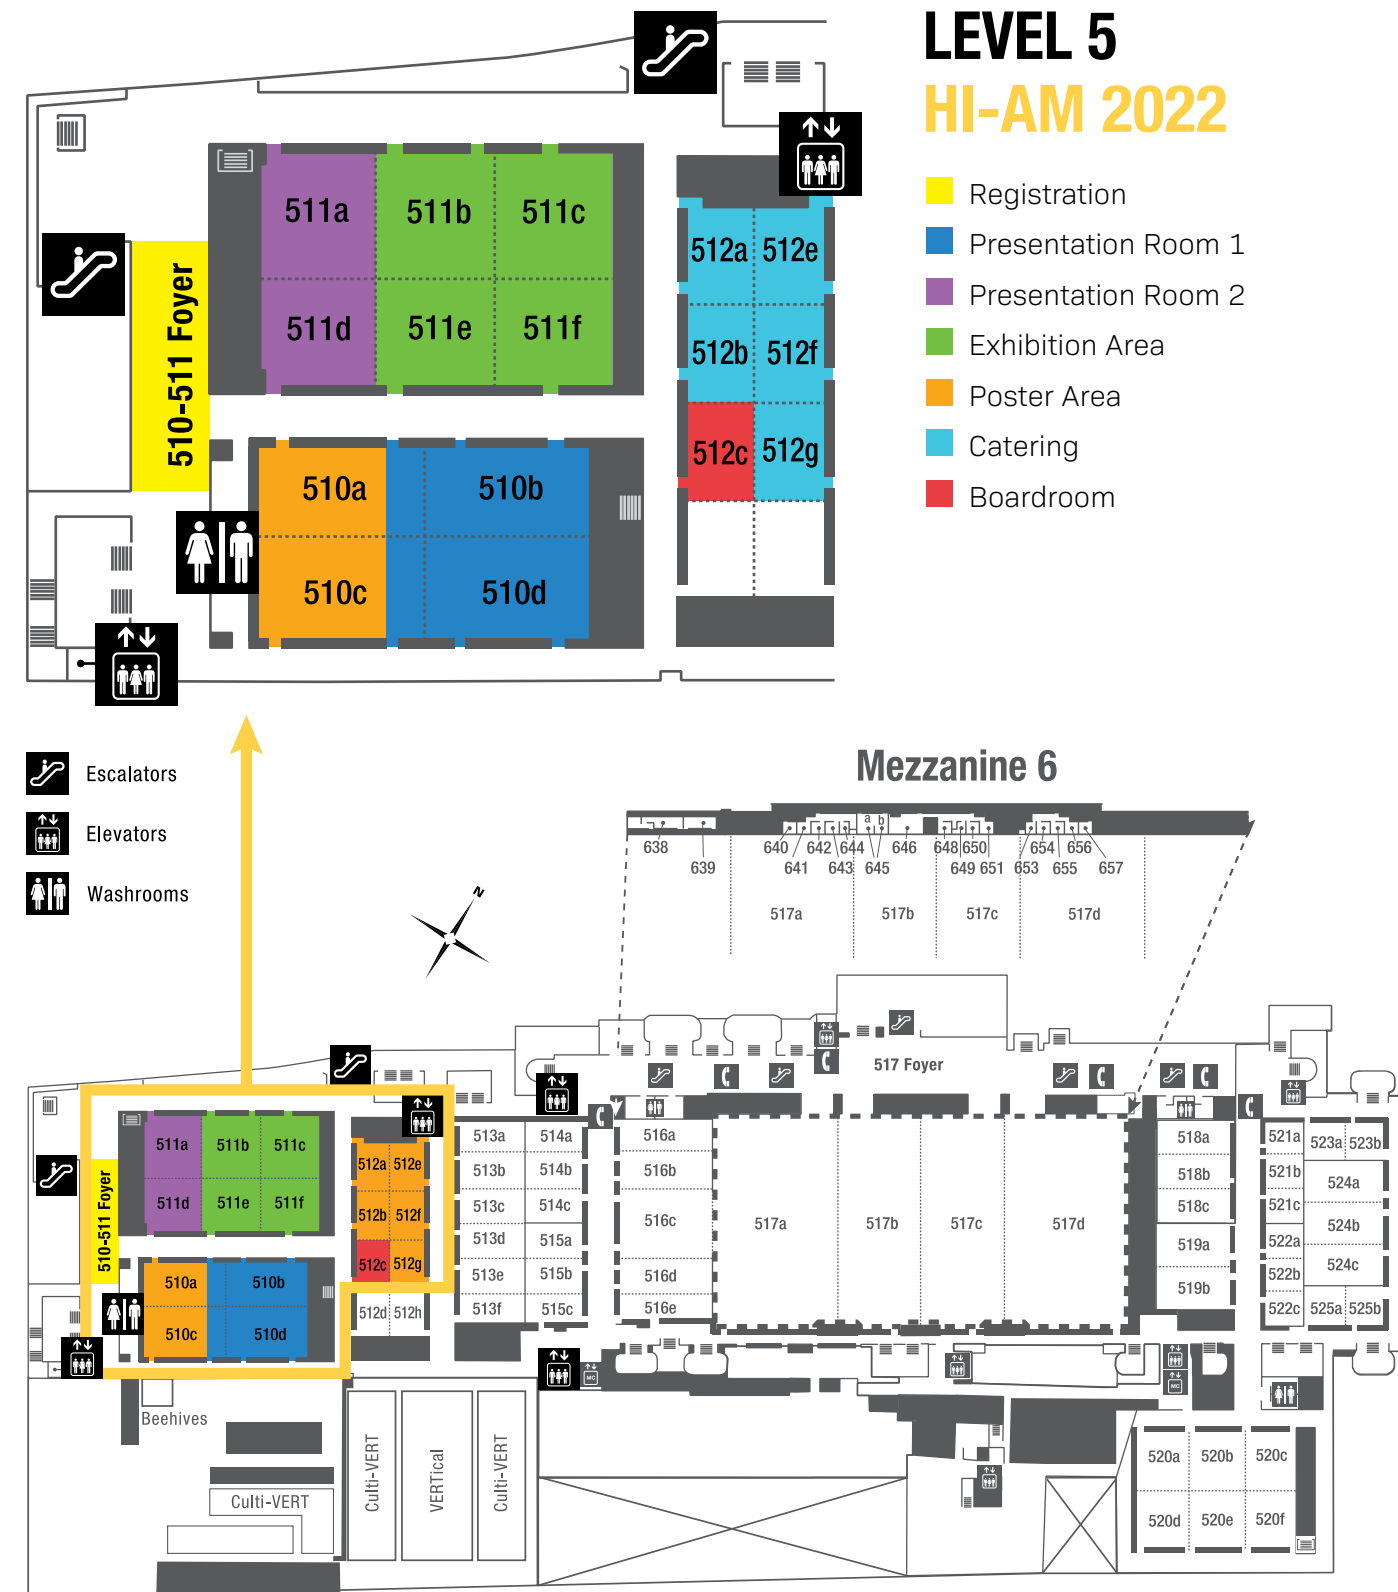 LEVEL 5
HI-AM 2022
Registration
Presentation Room 1
Presentation Room 2
Exhibition Area
Poster Area
Catering
Boardroom
511a
511b
511c
511d
511e
511f
512a
512e
512b
512f
512c
512g
510-511 Foyer
510a
510b
510c
510d
Escalators
Elevators
Washrooms
N
Mezzanine 6
a b
638
639
640
641
642
643
644
645
646
648
649
650
651
653
654
655
656
657
517a
517b
517c
517d
517 Foyer
511a
511b
511c
511d
511e
511f
510-511 Foyer
510a
510b
510c
510d
512a
512e
512b
512f
512c
512g
512d
512h
513a
514a
513b
514b
513c
514c
513d
515a
513e
515b
513f
515c
516a
516b
516c
516d
516e
517a
517b
517c
517d
518a
518b
518c
519a
519b
521a
521b
521c
522a
522b
522c
523a
523b
524a
524b
524c
525a
525b
MC
MC
Beehives
Culti-VERT
Culti-VERT
VERTical
Culti-VERT
520a
520b
520c
520d
520e
520f